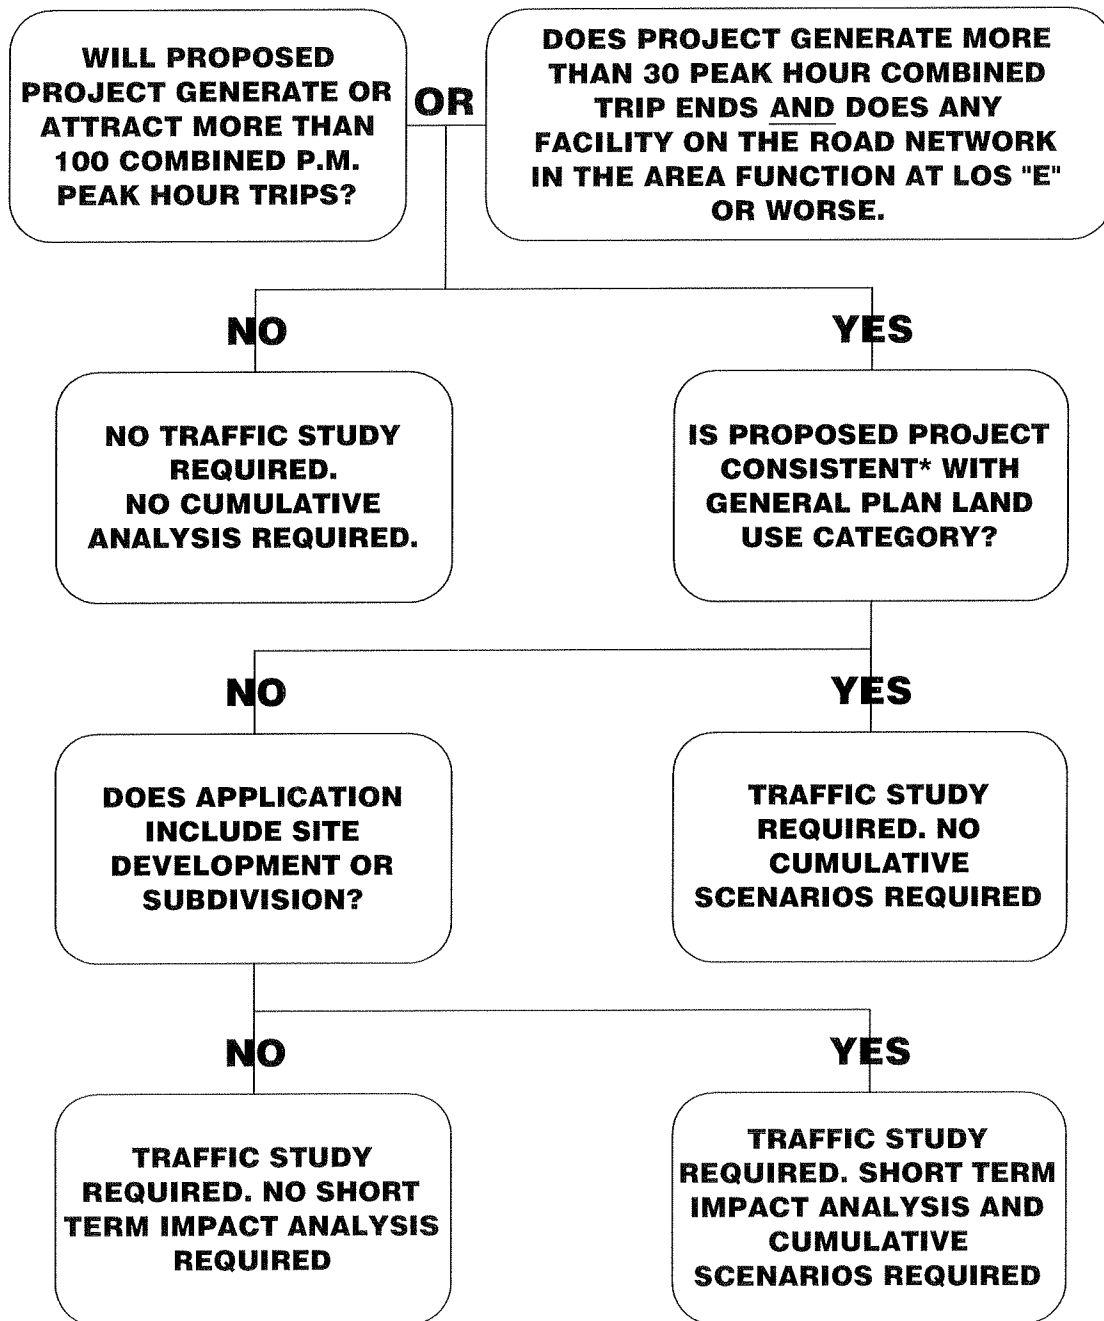 WILL PROPOSED
PROJECT GENERATE OR
ATTRACT MORE THAN
100 COMBINED P.M.
PEAK HOUR TRIPS?
OR
DOES PROJECT GENERATE MORE
THAN 30 PEAK HOUR COMBINED
TRIP ENDS AND DOES ANY
FACILITY ON THE ROAD NETWORK
IN THE AREA FUNCTION AT LOS "E"
OR WORSE.
NO
YES
NO TRAFFIC STUDY
REQUIRED.
NO CUMULATIVE
ANALYSIS REQUIRED.
IS PROPOSED PROJECT
CONSISTENT* WITH
GENERAL PLAN LAND
USE CATEGORY?
NO
YES
DOES APPLICATION
INCLUDE SITE
DEVELOPMENT OR
SUBDIVISION?
TRAFFIC STUDY
REQUIRED. NO
CUMULATIVE
SCENARIOS REQUIRED
NO
YES
TRAFFIC STUDY
REQUIRED. NO SHORT
TERM IMPACT ANALYSIS
REQUIRED
TRAFFIC STUDY
REQUIRED. SHORT TERM
IMPACT ANALYSIS AND
CUMULATIVE
SCENARIOS REQUIRED